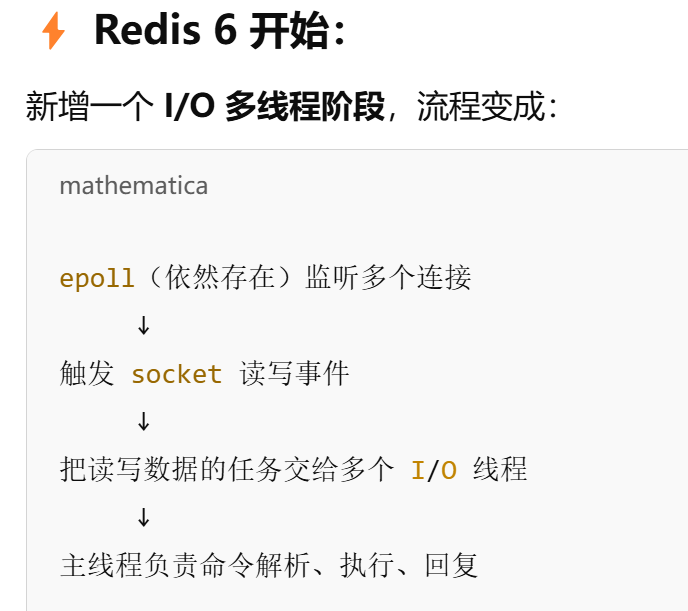 ⚡ Redis 6 开始：
新增一个 I/O 多线程阶段，流程变成：
mathematica
epoll（依然存在）监听多个连接
↓
触发 socket 读写事件
↓
把读写数据的任务交给多个 I/O 线程
↓
主线程负责命令解析、执行、回复